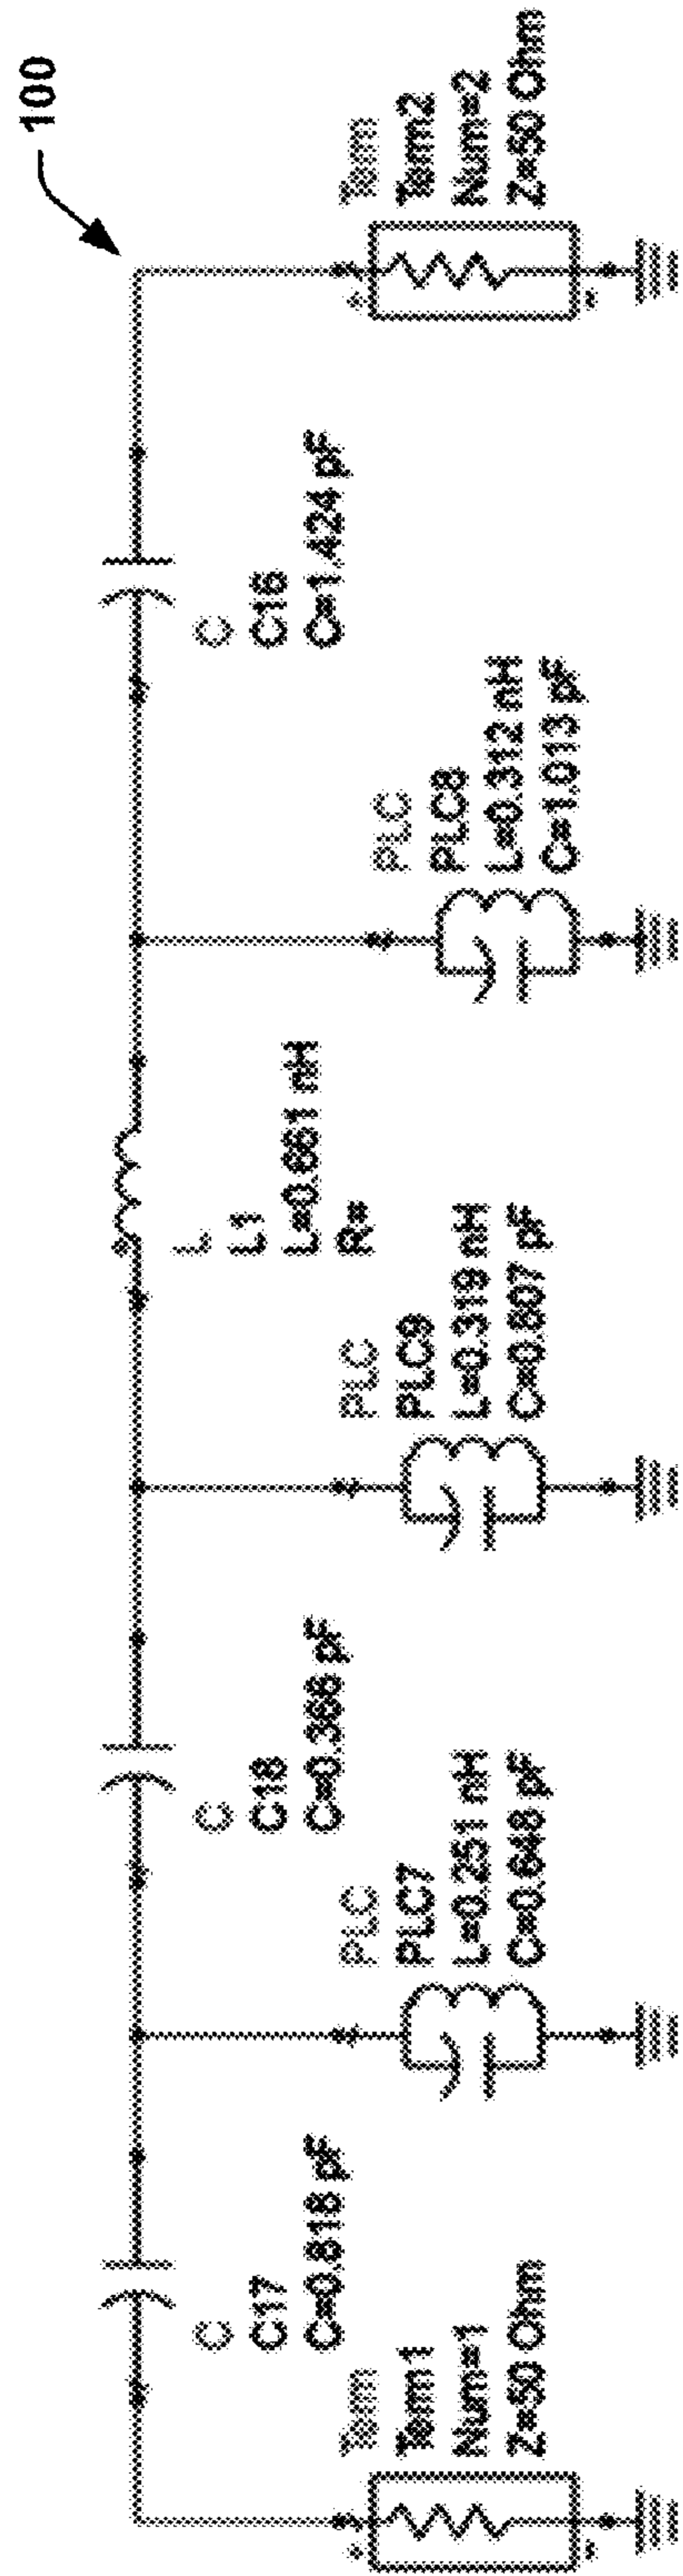 100
Term
Term1
Num=1
Z=50 Ohm
C
C17
C=0.818 pF
PLC
PLC7
L=0.251 nH
C=0.648 pF
C
C18
C=0.366 pF
PLC
PLC9
L=0.319 nH
C=0.807 pF
L
L1
L=0.661 nH
R=
PLC
PLC8
L=0.312 nH
C=1.013 pF
C
C16
C=1.424 pF
Term
Term2
Num=2
Z=50 Ohm